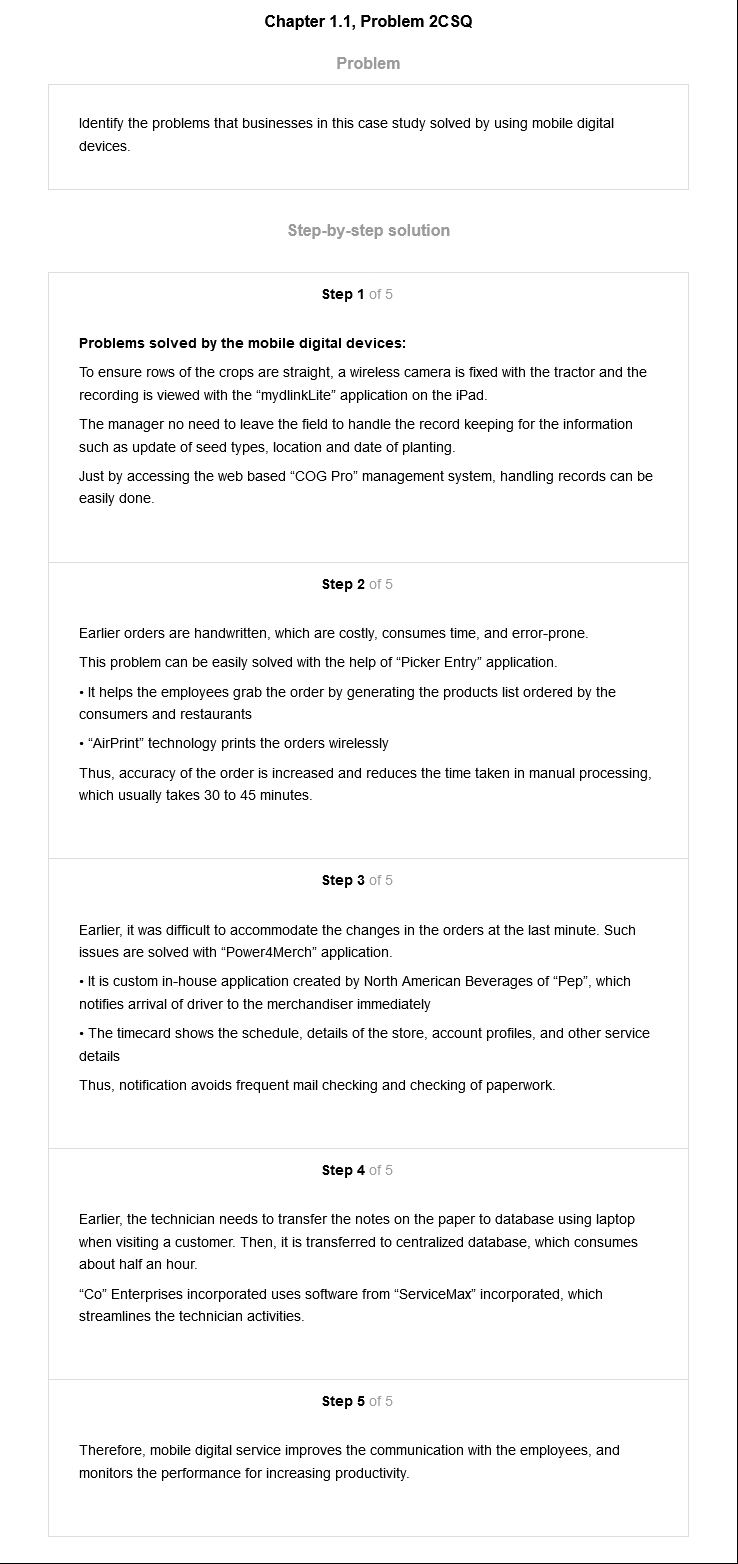 Chapter 1.1, Problem 2CSQ
Problem
Identify the problems that businesses in this case study solved by using mobile digital
devices.
Step-by-step solution
Step 1 of 5
Problems solved by the mobile digital devices:
To ensure rows of the crops are straight, a wireless camera is fixed with the tractor and the
recording is viewed with the “mydlinkLite” application on the iPad.
The manager no need to leave the field to handle the record keeping for the information
such as update of seed types, location and date of planting.
Just by accessing the web based “COG Pro” management system, handling records can be
easily done.
Step 2 of 5
Earlier orders are handwritten, which are costly, consumes time, and error-prone.
This problem can be easily solved with the help of “Picker Entry” application.
• It helps the employees grab the order by generating the products list ordered by the
consumers and restaurants
• “AirPrint” technology prints the orders wirelessly
Thus, accuracy of the order is increased and reduces the time taken in manual processing,
which usually takes 30 to 45 minutes.
Step 3 of 5
Earlier, it was difficult to accommodate the changes in the orders at the last minute. Such
issues are solved with “Power4Merch” application.
• It is custom in-house application created by North American Beverages of “Pep”, which
notifies arrival of driver to the merchandiser immediately
• The timecard shows the schedule, details of the store, account profiles, and other service
details
Thus, notification avoids frequent mail checking and checking of paperwork.
Step 4 of 5
Earlier, the technician needs to transfer the notes on the paper to database using laptop
when visiting a customer. Then, it is transferred to centralized database, which consumes
about half an hour.
“Co” Enterprises incorporated uses software from “ServiceMax” incorporated, which
streamlines the technician activities.
Step 5 of 5
Therefore, mobile digital service improves the communication with the employees, and
monitors the performance for increasing productivity.